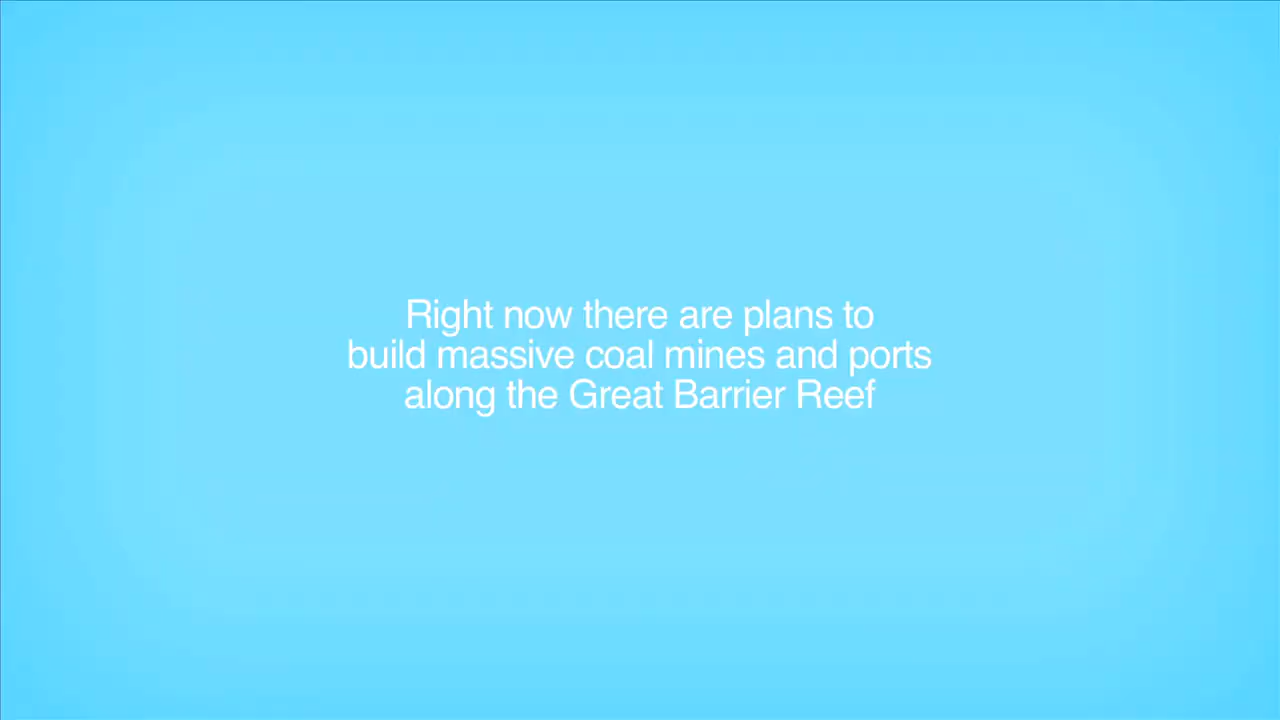 Right now there are plans to
build massive coal mines and ports
along the Great Barrier Reef